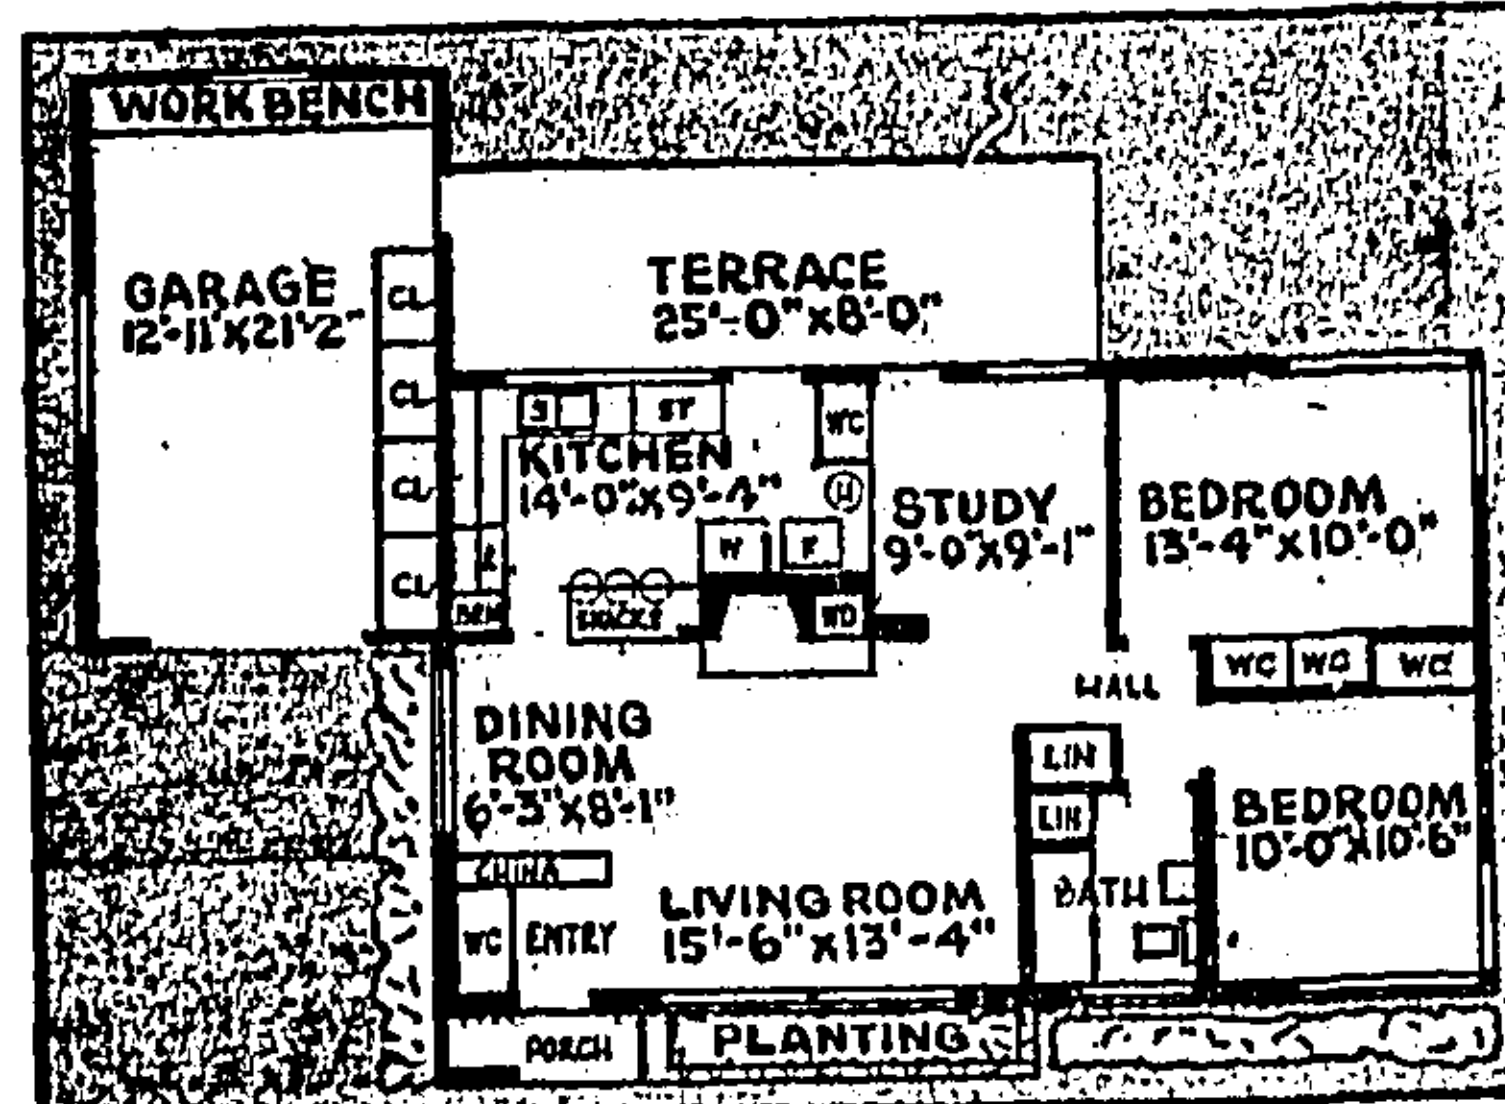 WORK BENCH
GARAGE
12'-11"X21'-2"
CL
CL
CL
CL
TERRACE
25'-0"x8'-0"
S
ST
WC
KITCHEN
14'-0"x9'-4"
H
W
F
SNACKS
WD
STUDY
9'-0"x9'-1"
BEDROOM
13'-4"x10'-0"
HALL
WC
WC
WC
DINING
ROOM
6'-3"x8'-1"
LIN
LIN
BEDROOM
10'-0"x10'-6"
CHINA
WC
ENTRY
LIVING ROOM
15'-6"x13'-4"
BATH
PORCH
PLANTING